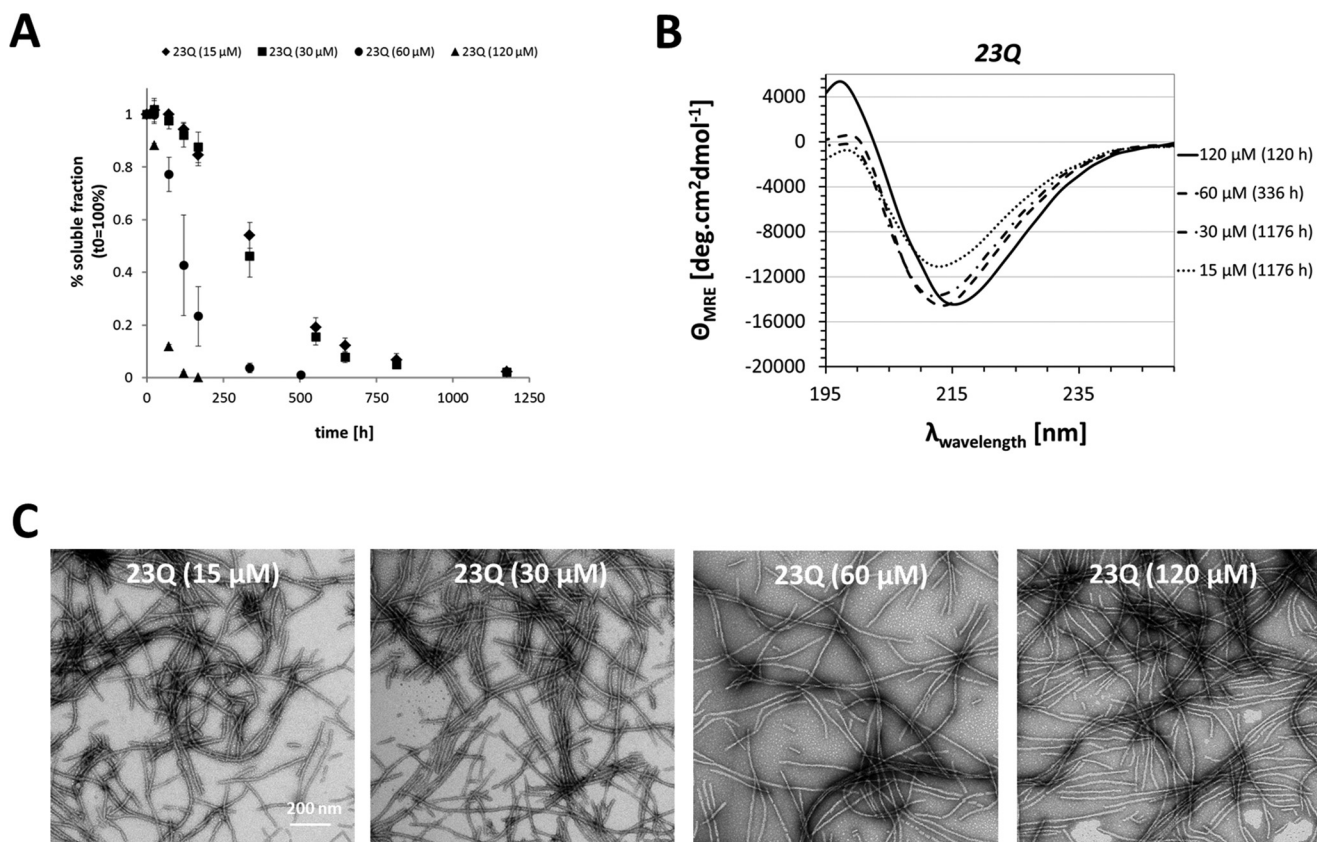 A
◆ 23Q (15 µM) ■ 23Q (30 µM) ● 23Q (60 µM) ▲ 23Q (120 µM)
% soluble fraction
(t0=100%)
1
0.8
0.6
0.4
0.2
0
0 250 500 750 1000 1250
time [h]
B
23Q
ΘMRE [deg.cm²dmol⁻¹]
4000
0
-4000
-8000
-12000
-16000
-20000
195 215 235
λwavelength [nm]
120 µM (120 h)
60 µM (336 h)
30 µM (1176 h)
15 µM (1176 h)
C
23Q (15 µM)
23Q (30 µM)
23Q (60 µM)
23Q (120 µM)
200 nm